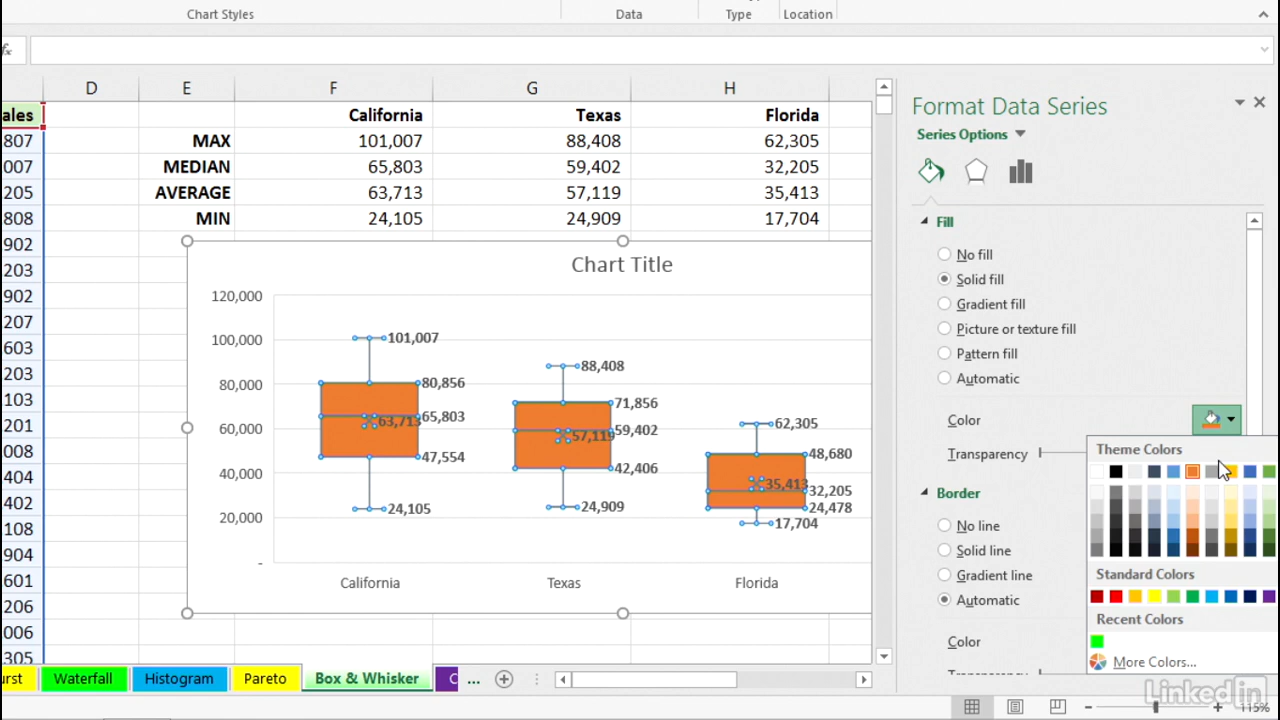 Chart Styles Data Type Location
fx
D E F G H
ales California Texas Florida
807 MAX 101,007 88,408 62,305
007 MEDIAN 65,803 59,402 32,205
205 AVERAGE 63,713 57,119 35,413
808 MIN 24,105 24,909 17,704
902
203
902
207
603
203
103
201
008
404
402
108
904
601
206
006
305
Chart Title
120,000
100,000
80,000
60,000
40,000
20,000
-
101,007
80,856
65,803
63,713
47,554
24,105
88,408
71,856
59,402
57,119
42,406
24,909
62,305
48,680
35,413
32,205
24,478
17,704
California Texas Florida
Format Data Series
Series Options
Fill
No fill
Solid fill
Gradient fill
Picture or texture fill
Pattern fill
Automatic
Color
Transparency
Theme Colors
Standard Colors
Recent Colors
More Colors...
Border
No line
Solid line
Gradient line
Automatic
Color
urst Waterfall Histogram Pareto Box & Whisker C ...
LinkedIn
115%